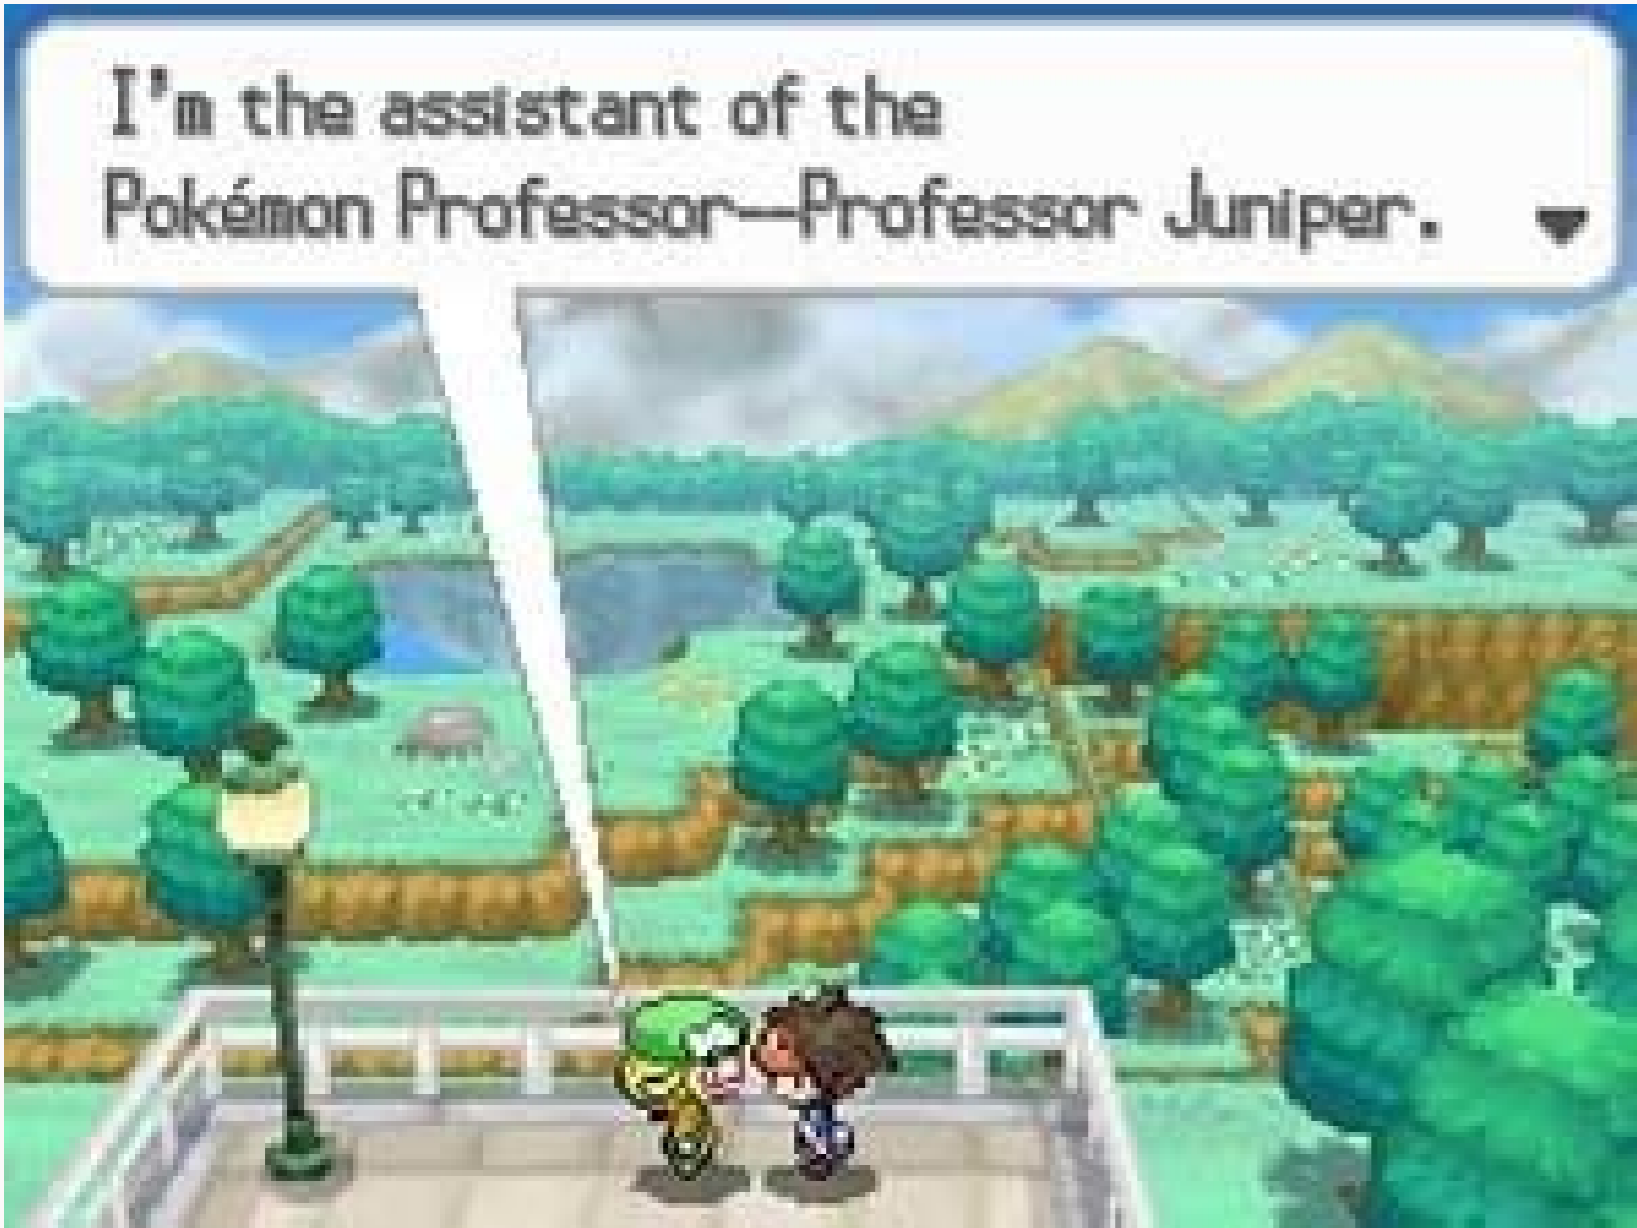 I'm the assistant of the
Pokémon Professor--Professor Juniper.